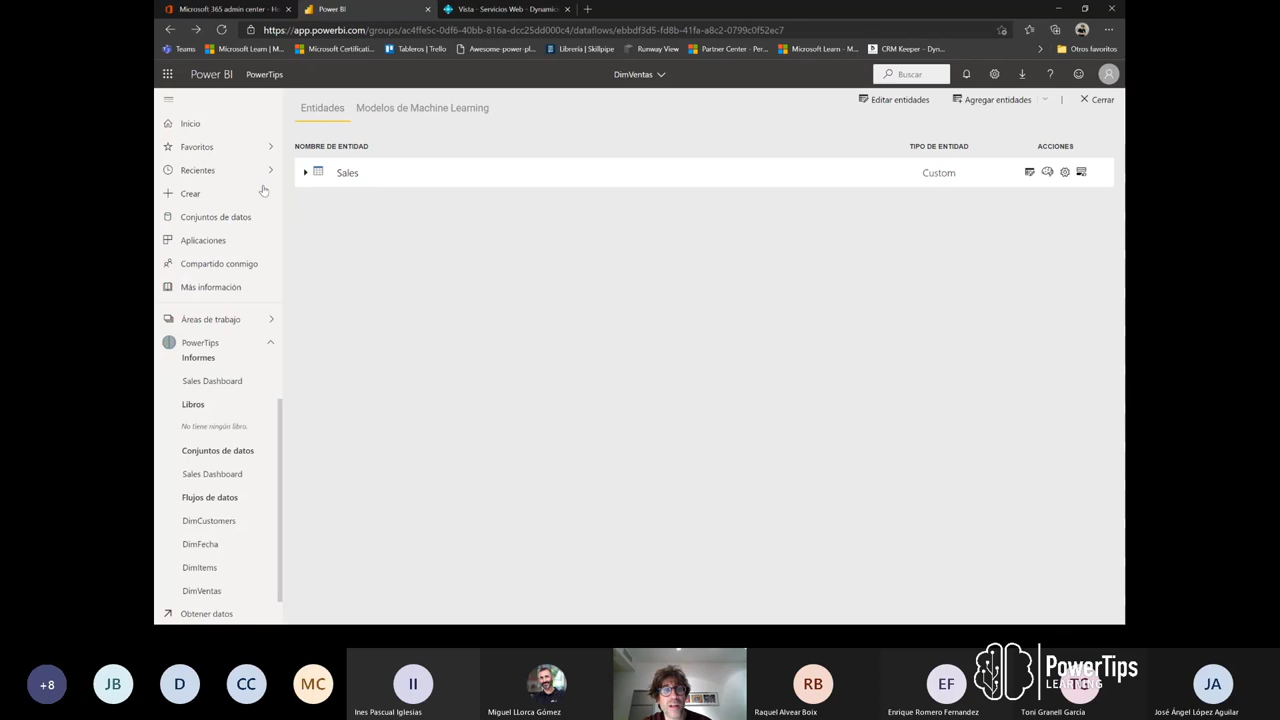 Microsoft 365 admin center - Ho
Power BI
Vista - Servicios Web - Dynamic
https://app.powerbi.com/groups/ac4ffe5c-0df6-40bb-816a-dcc25dd000c4/dataflows/ebbdf3d5-fd8b-41fa-a8c2-0799c0f52ec7
Teams
Microsoft Learn | M...
Microsoft Certificati...
Tableros | Trello
Awesome-power-pl...
Libreria | Skillpipe
Runway View
Partner Center - Per...
Microsoft Learn - M...
CRM Keeper – Dyn...
Otros favoritos
Power BI
PowerTips
DimVentas
Buscar
Entidades
Modelos de Machine Learning
Editar entidades
Agregar entidades
Cerrar
Inicio
Favoritos
Recientes
Crear
Conjuntos de datos
Aplicaciones
Compartido conmigo
Más información
Áreas de trabajo
PowerTips
Informes
Sales Dashboard
Libros
No tiene ningún libro.
Conjuntos de datos
Sales Dashboard
Flujos de datos
DimCustomers
DimFecha
DimItems
DimVentas
Obtener datos
NOMBRE DE ENTIDAD
TIPO DE ENTIDAD
ACCIONES
Sales
Custom
+8
JB
D
CC
MC
II
Ines Pascual Iglesias
Miguel LLorca Gómez
RB
Raquel Alvear Boix
EF
Enrique Romero Fernandez
Toni Granell García
JA
José Ángel López Aguilar
PowerTips
LEARNING